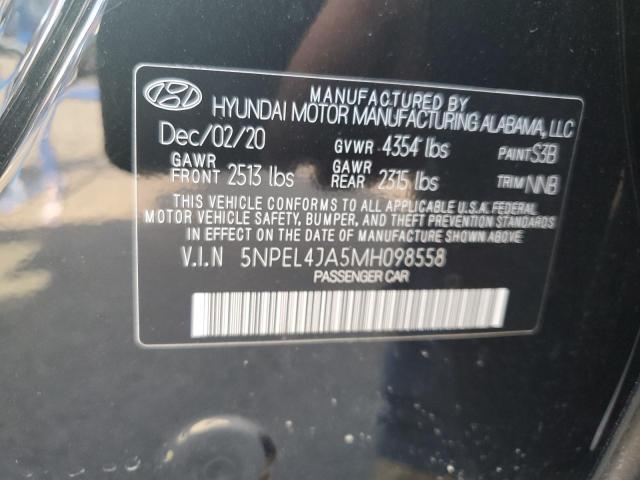 MANUFACTURED BY
HYUNDAI MOTOR MANUFACTURING ALABAMA, LLC
Dec/02/20 GVWR 4354 lbs PAINT S3B
GAWR FRONT 2513 lbs GAWR REAR 2315 lbs TRIM NNB
THIS VEHICLE CONFORMS TO ALL APPLICABLE U.S.A. FEDERAL
MOTOR VEHICLE SAFETY, BUMPER, AND THEFT PREVENTION STANDARDS
IN EFFECT ON THE DATE OF MANUFACTURE SHOWN ABOVE.
V.I.N 5NPEL4JA5MH098558
PASSENGER CAR